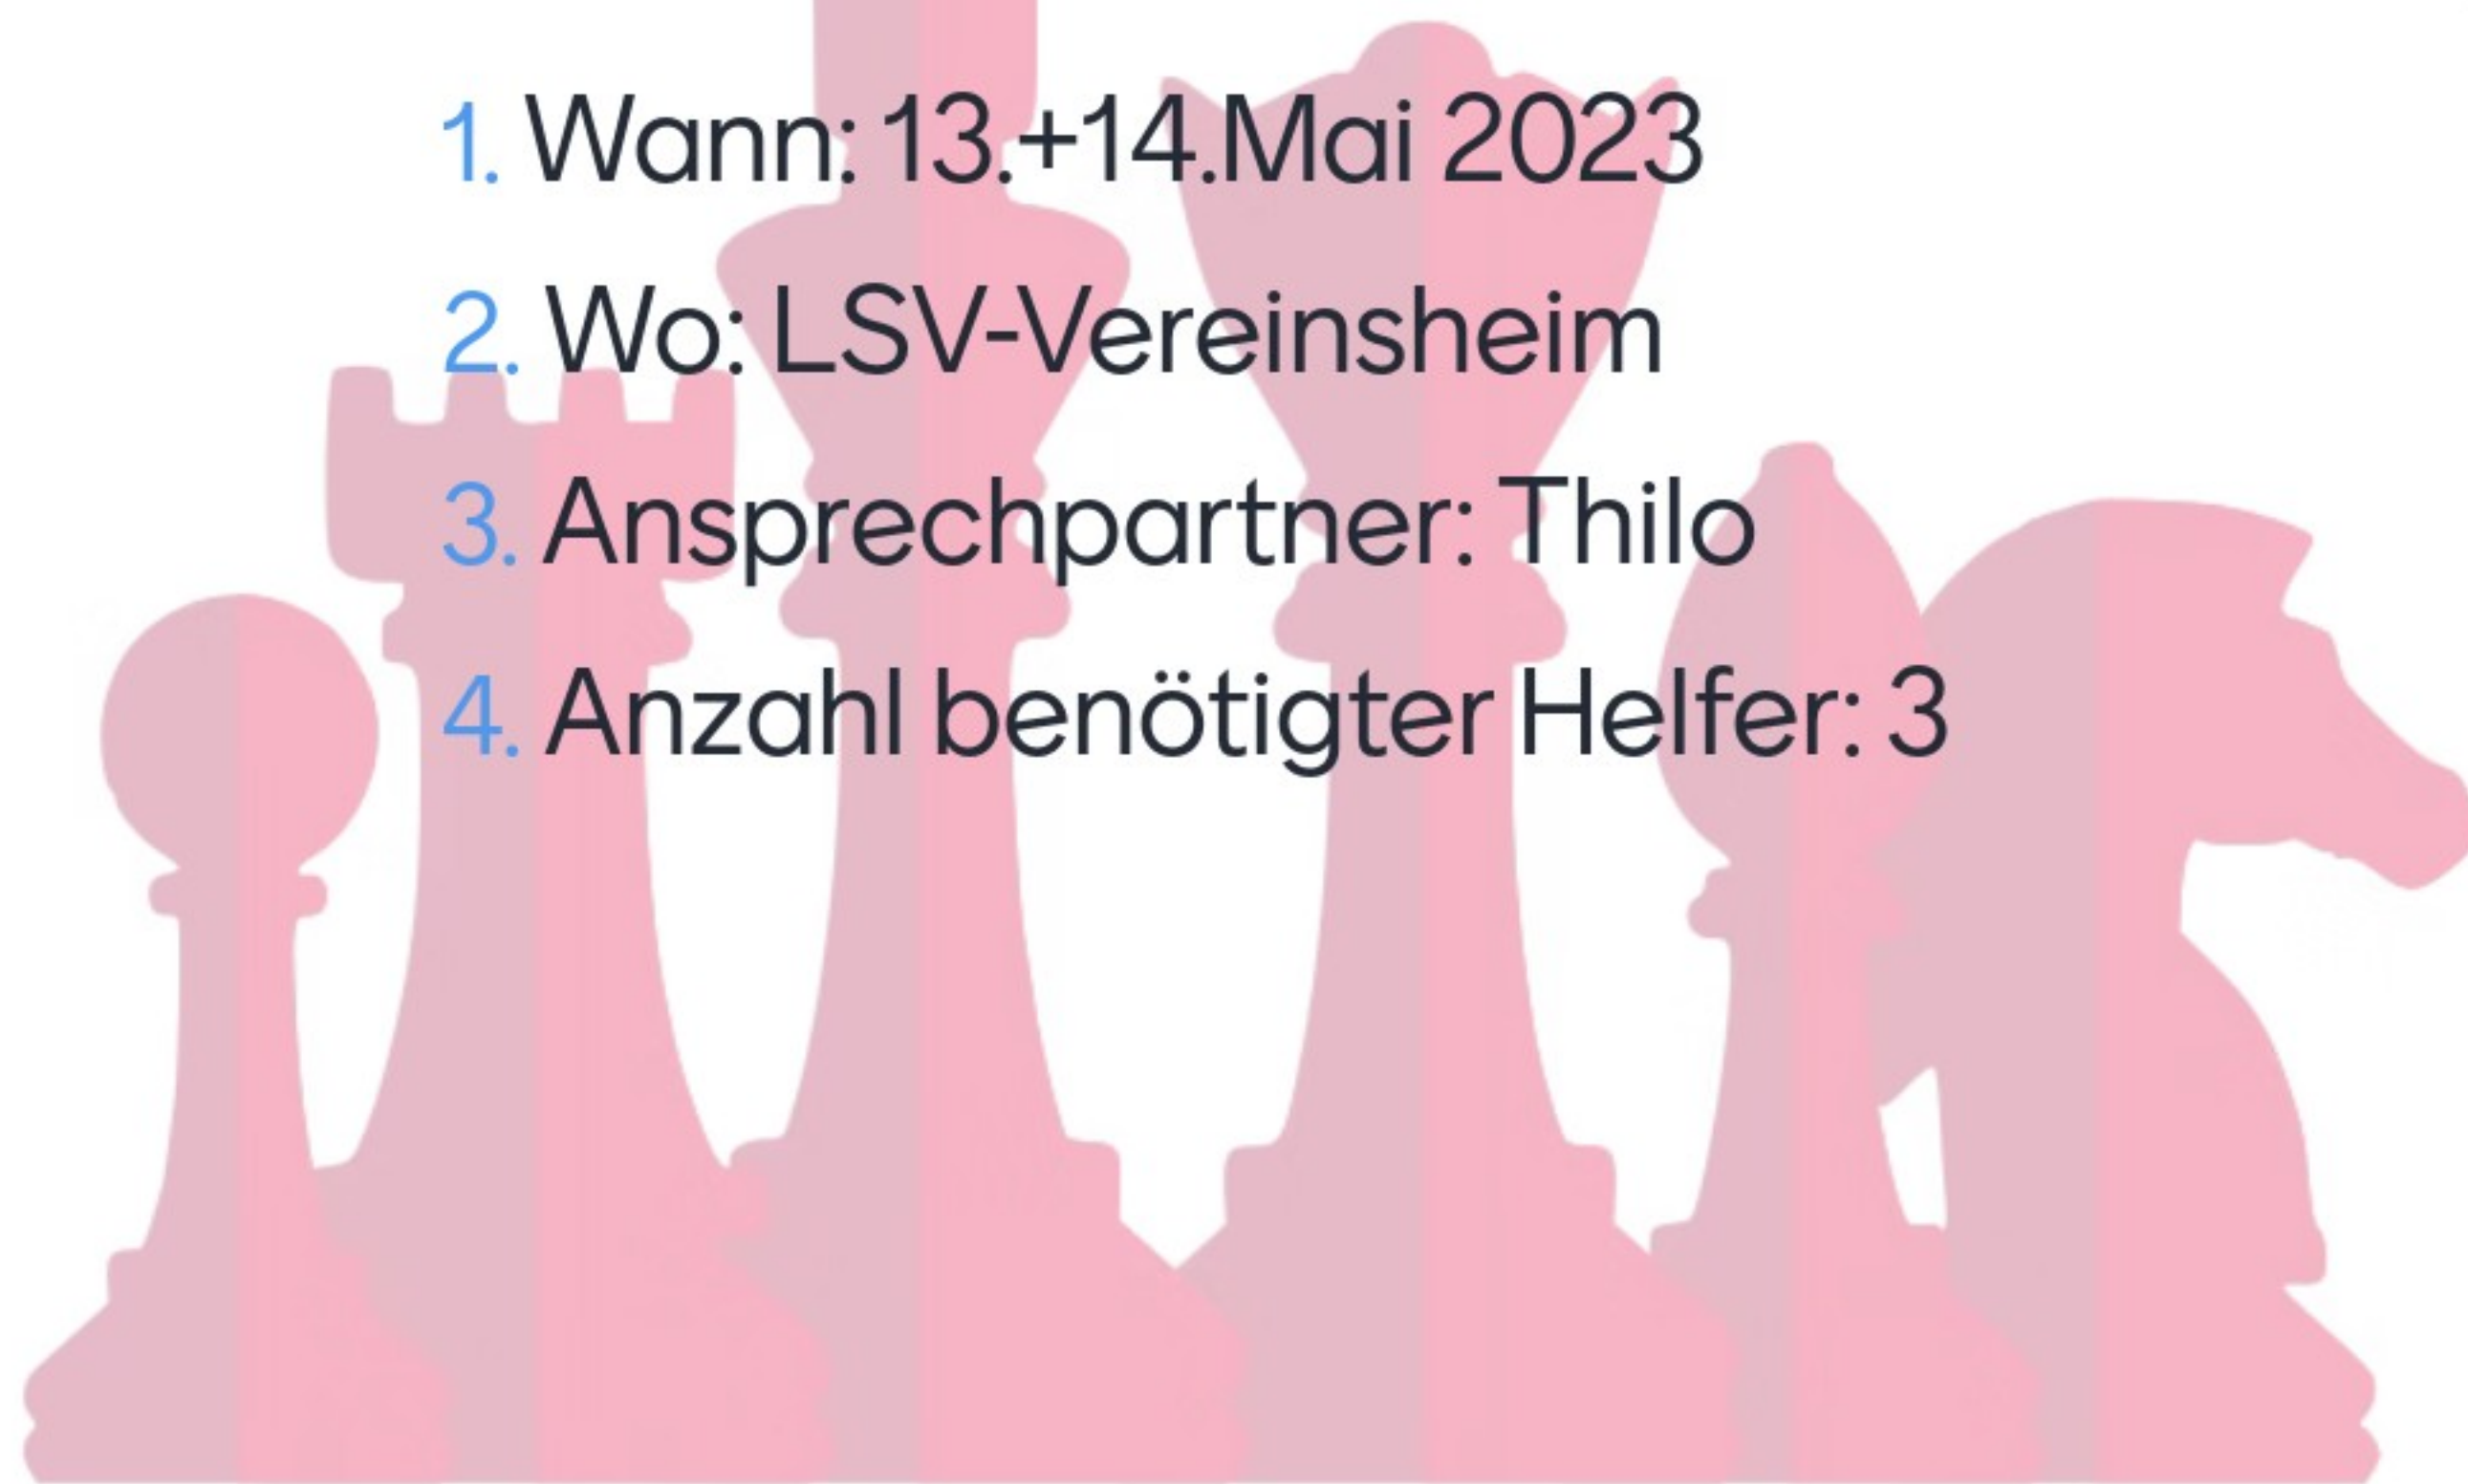 1. Wann: 13.+14.Mai 2023
2. Wo: LSV-Vereinsheim
3. Ansprechpartner: Thilo
4. Anzahl benötigter Helfer: 3